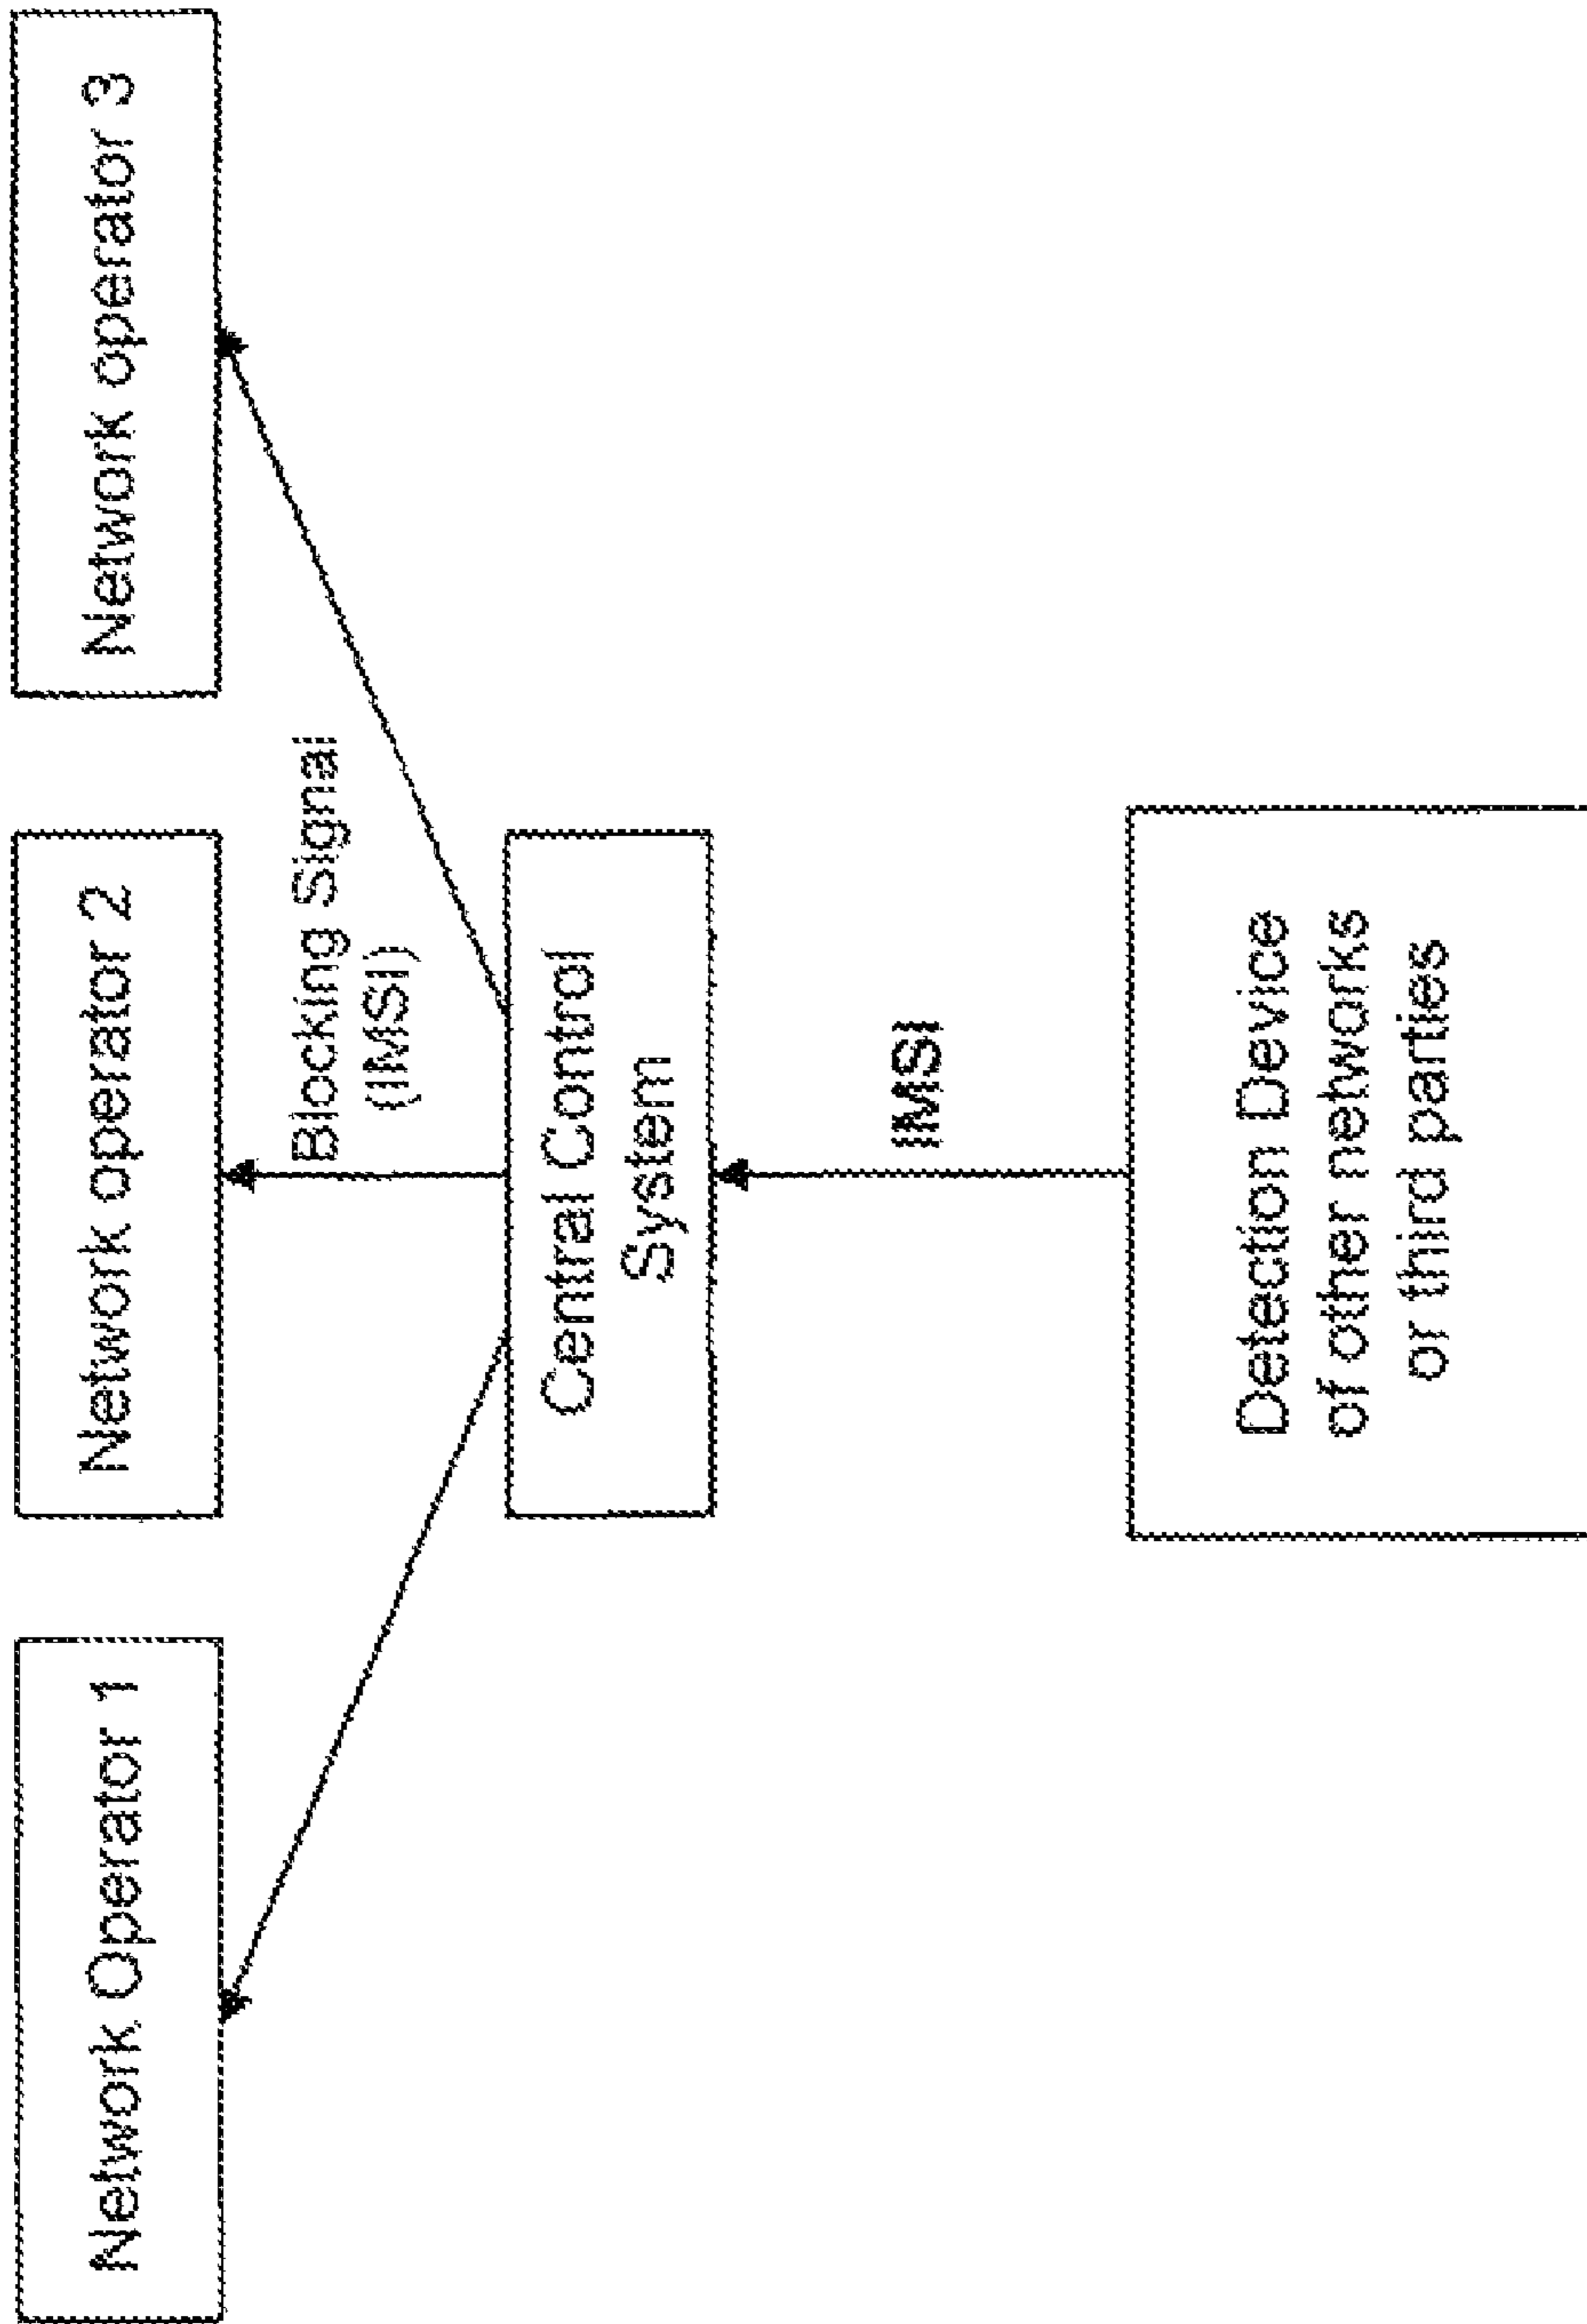 Network Operator 1
Network operator 2
Network operator 3
Blocking Signal
(IMSI)
Central Control
System
IMSI
Detection Device
of other networks
or third parties